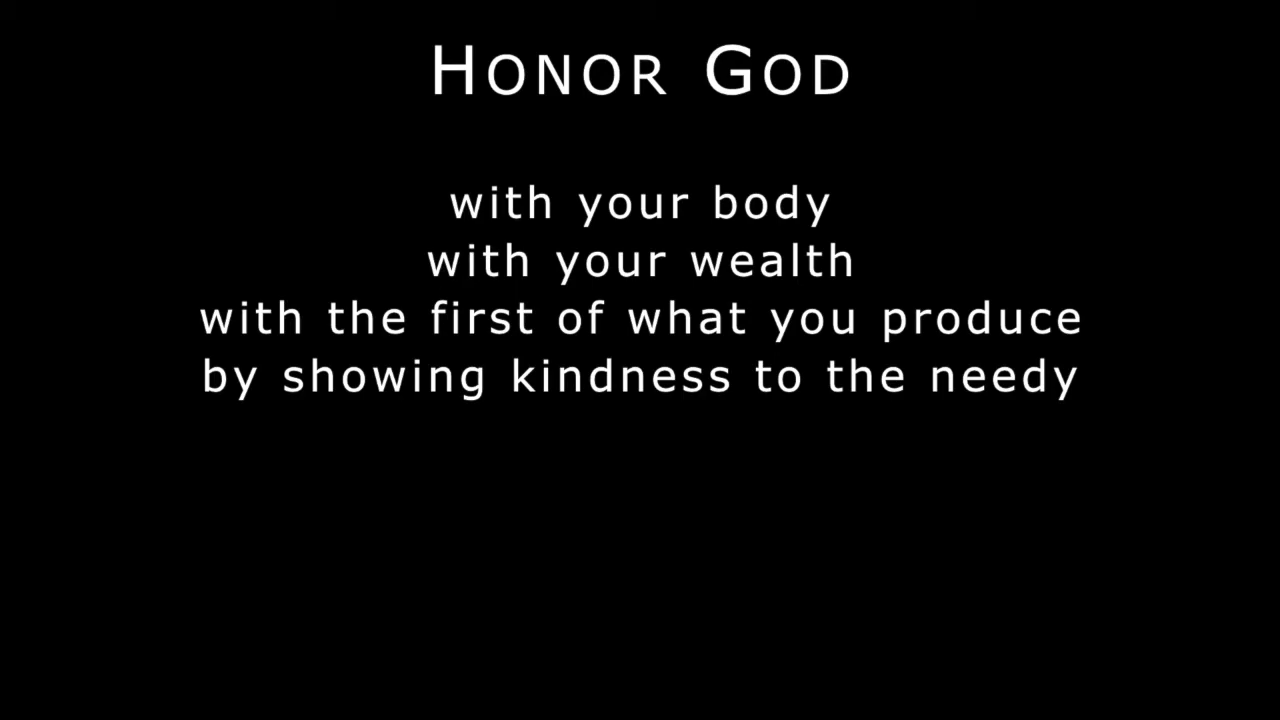 HONOR GOD
with your body
with your wealth
with the first of what you produce
by showing kindness to the needy